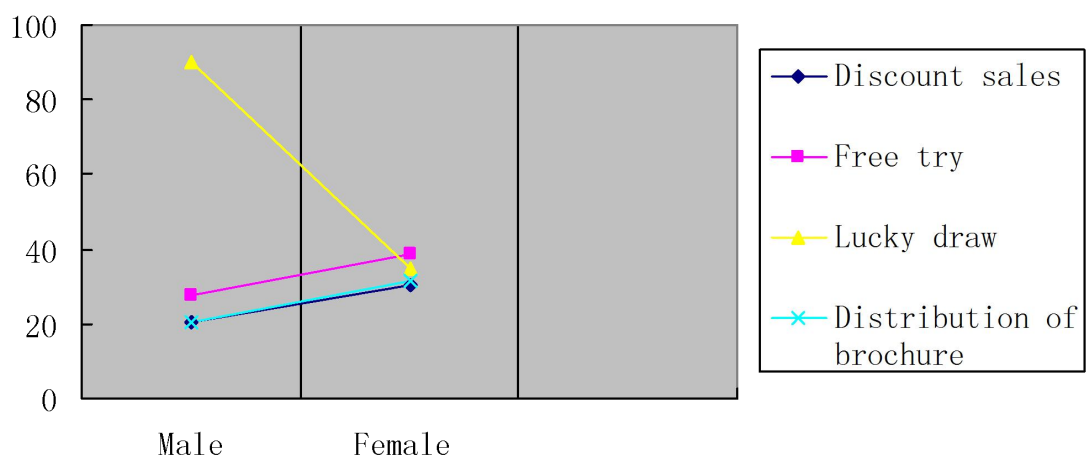 100
80
60
40
20
0
Male Female
Discount sales
Free try
Lucky draw
Distribution of
brochure